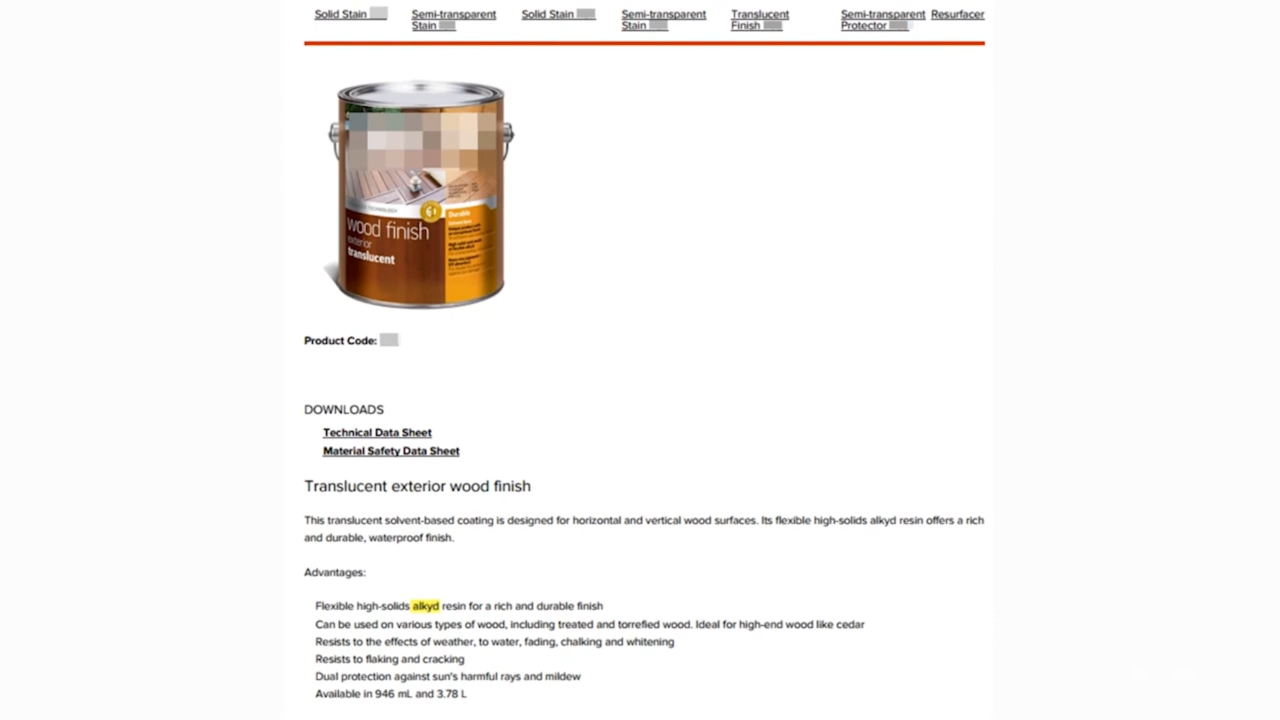 Solid Stain
Semi-transparent
Stain
Solid Stain
Semi-transparent
Stain
Translucent
Finish
Semi-transparent
Protector
Resurfacer
wood finish
exterior
translucent
Durable
Product Code:
DOWNLOADS
Technical Data Sheet
Material Safety Data Sheet
Translucent exterior wood finish
This translucent solvent-based coating is designed for horizontal and vertical wood surfaces. Its flexible high-solids alkyd resin offers a rich
and durable, waterproof finish.
Advantages:
Flexible high-solids alkyd resin for a rich and durable finish
Can be used on various types of wood, including treated and torrefied wood. Ideal for high-end wood like cedar
Resists to the effects of weather, to water, fading, chalking and whitening
Resists to flaking and cracking
Dual protection against sun's harmful rays and mildew
Available in 946 mL and 3.78 L